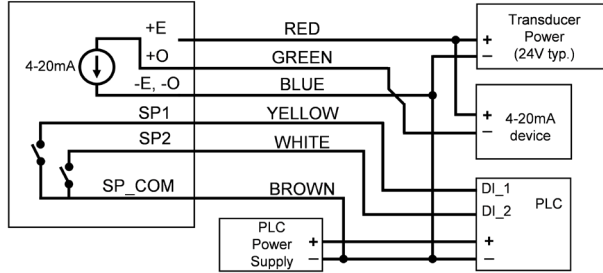 +E
RED
4-20mA
+O
GREEN
-E, -O
BLUE
SP1
YELLOW
SP2
WHITE
SP_COM
BROWN
Transducer
Power
(24V typ.)
+
−
+
−
4-20mA
device
DI_1
DI_2
PLC
+
−
PLC
Power
Supply
+
−